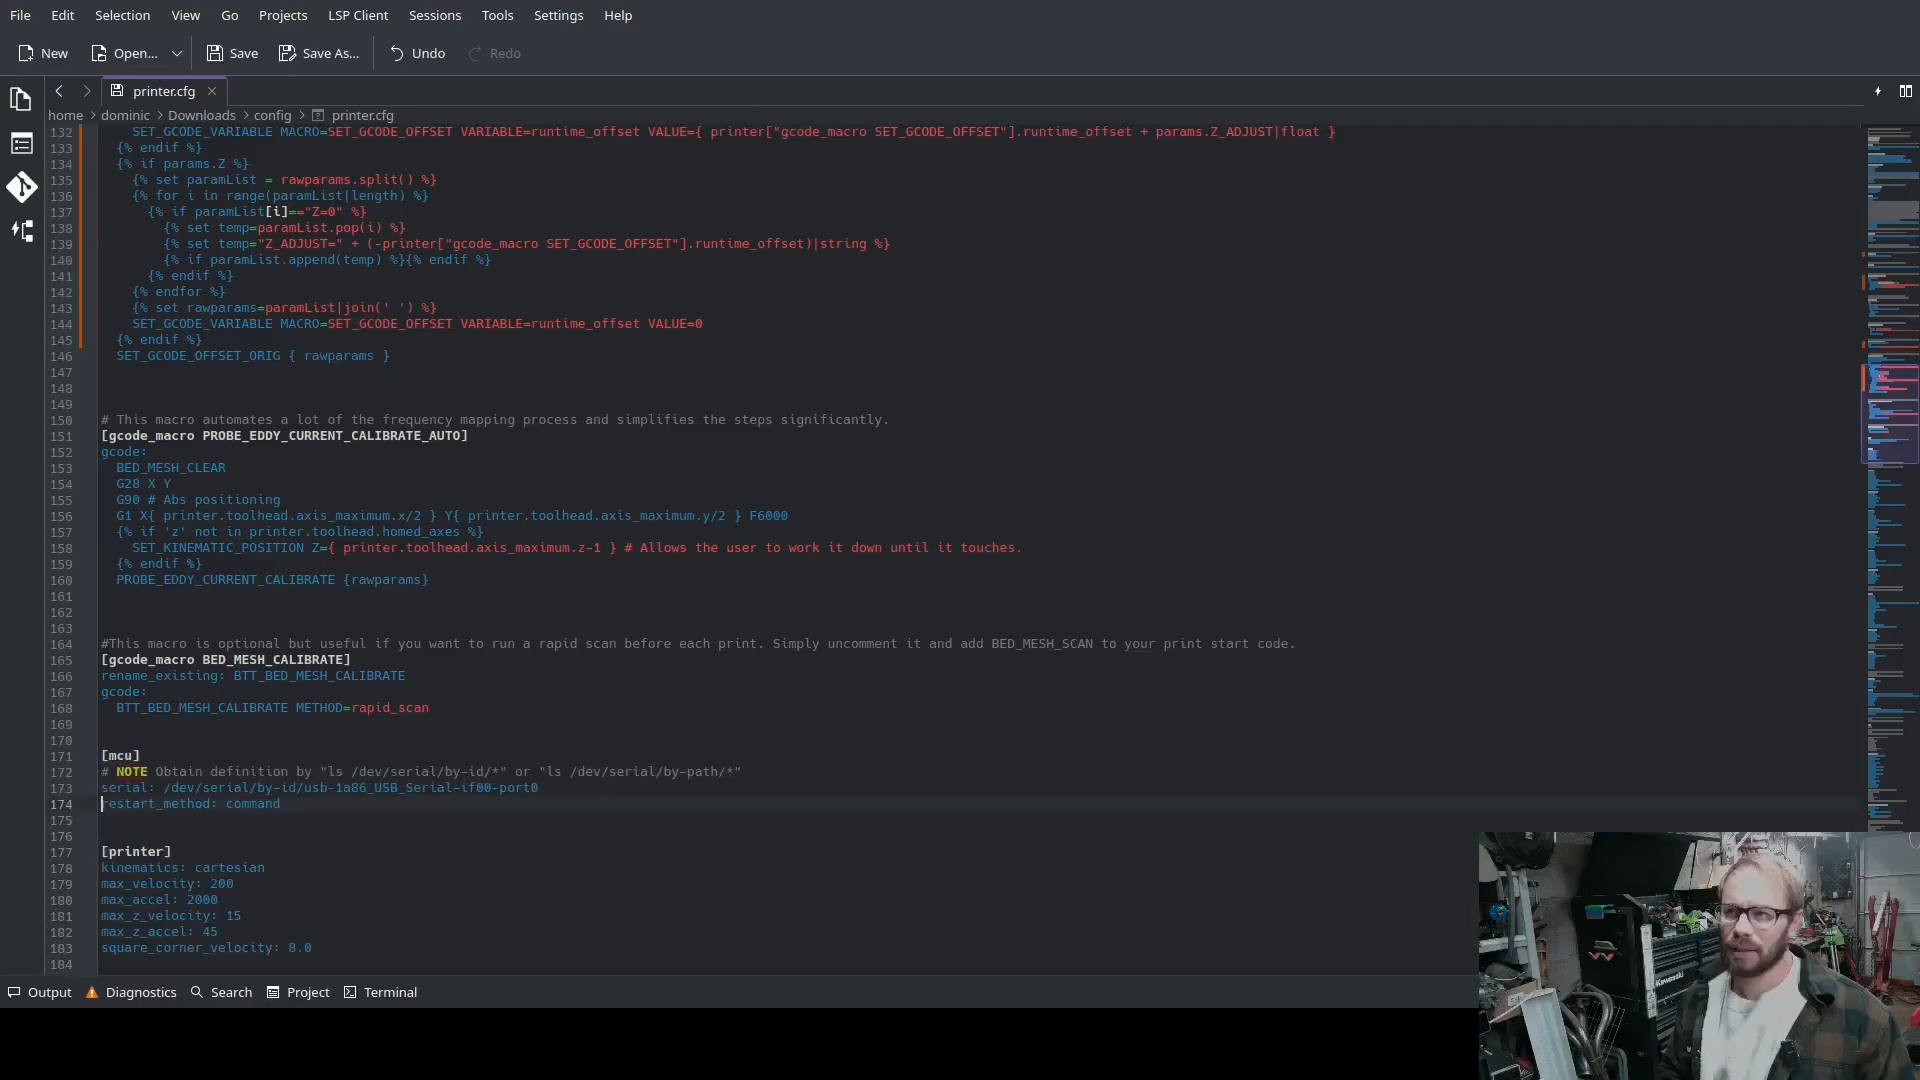 File Edit Selection View Go Projects LSP Client Sessions Tools Settings Help
New Open... Save Save As... Undo Redo
printer.cfg
home dominic Downloads config printer.cfg
132 SET_GCODE_VARIABLE MACRO=SET_GCODE_OFFSET VARIABLE=runtime_offset VALUE={ printer["gcode_macro SET_GCODE_OFFSET"].runtime_offset + params.Z_ADJUST|float }
133 {% endif %}
134 {% if params.Z %}
135 {% set paramList = rawparams.split() %}
136 {% for i in range(paramList|length) %}
137 {% if paramList[i]=="Z=0" %}
138 {% set temp=paramList.pop(i) %}
139 {% set temp="Z_ADJUST=" + (-printer["gcode_macro SET_GCODE_OFFSET"].runtime_offset)|string %}
140 {% if paramList.append(temp) %}{% endif %}
141 {% endif %}
142 {% endfor %}
143 {% set rawparams=paramList|join(' ') %}
144 SET_GCODE_VARIABLE MACRO=SET_GCODE_OFFSET VARIABLE=runtime_offset VALUE=0
145 {% endif %}
146 SET_GCODE_OFFSET_ORIG { rawparams }
147
148
149
150 # This macro automates a lot of the frequency mapping process and simplifies the steps significantly.
151 [gcode_macro PROBE_EDDY_CURRENT_CALIBRATE_AUTO]
152 gcode:
153 BED_MESH_CLEAR
154 G28 X Y
155 G90 # Abs positioning
156 G1 X{ printer.toolhead.axis_maximum.x/2 } Y{ printer.toolhead.axis_maximum.y/2 } F6000
157 {% if 'z' not in printer.toolhead.homed_axes %}
158 SET_KINEMATIC_POSITION Z={ printer.toolhead.axis_maximum.z-1 } # Allows the user to work it down until it touches.
159 {% endif %}
160 PROBE_EDDY_CURRENT_CALIBRATE {rawparams}
161
162
163
164 #This macro is optional but useful if you want to run a rapid scan before each print. Simply uncomment it and add BED_MESH_SCAN to your print start code.
165 [gcode_macro BED_MESH_CALIBRATE]
166 rename_existing: BTT_BED_MESH_CALIBRATE
167 gcode:
168 BTT_BED_MESH_CALIBRATE METHOD=rapid_scan
169
170
171 [mcu]
172 # NOTE Obtain definition by "ls /dev/serial/by-id/*" or "ls /dev/serial/by-path/*"
173 serial: /dev/serial/by-id/usb-1a86_USB_Serial-if00-port0
174 restart_method: command
175
176
177 [printer]
178 kinematics: cartesian
179 max_velocity: 200
180 max_accel: 2000
181 max_z_velocity: 15
182 max_z_accel: 45
183 square_corner_velocity: 8.0
184
Output Diagnostics Search Project Terminal
Kawasaki